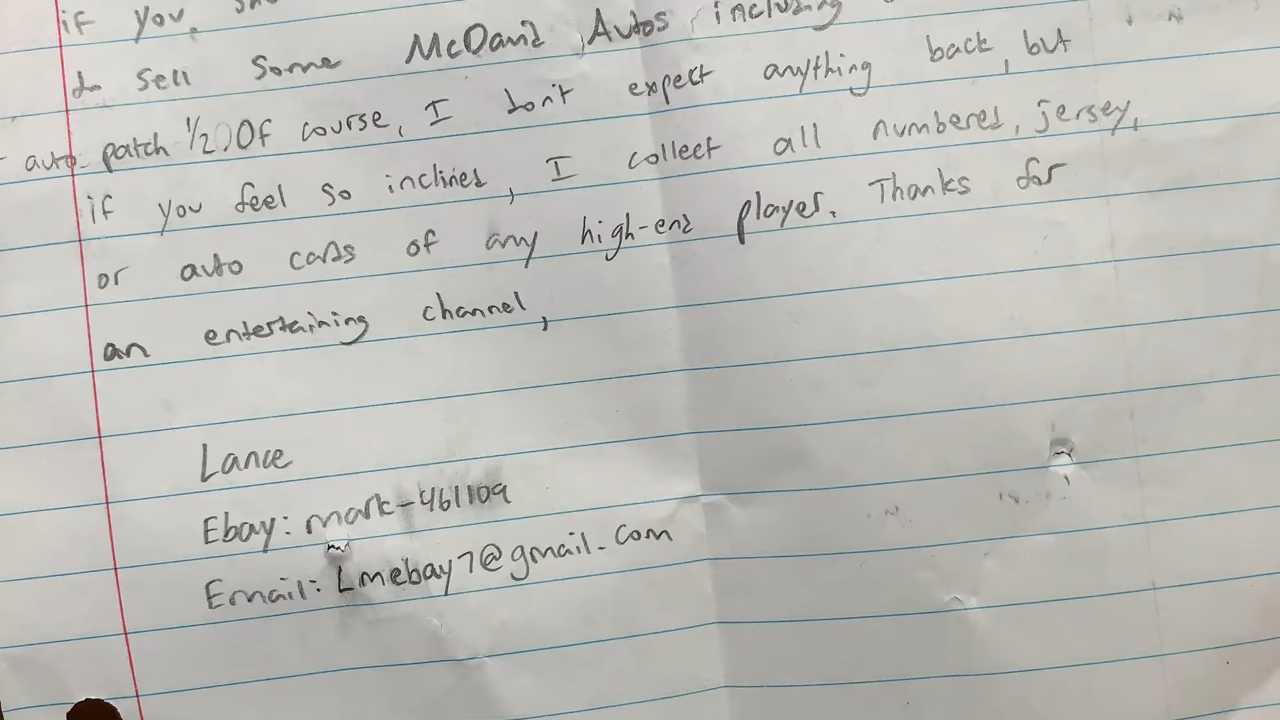 if you.
to sell some McDavid Autos, including
auto patch 1/2) Of course, I don't expect anything back, but
if you feel so inclined, I collect all numbered, jersey,
or auto cards of any high-end player. Thanks for
an entertaining channel,
Lance
Ebay: mark-461109
Email: Lmebay7@gmail.com